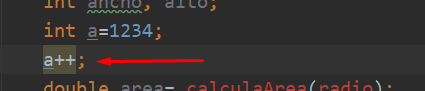 int ancho, alto;
int a=1234;
a++;
double area= calculaArea(radio);